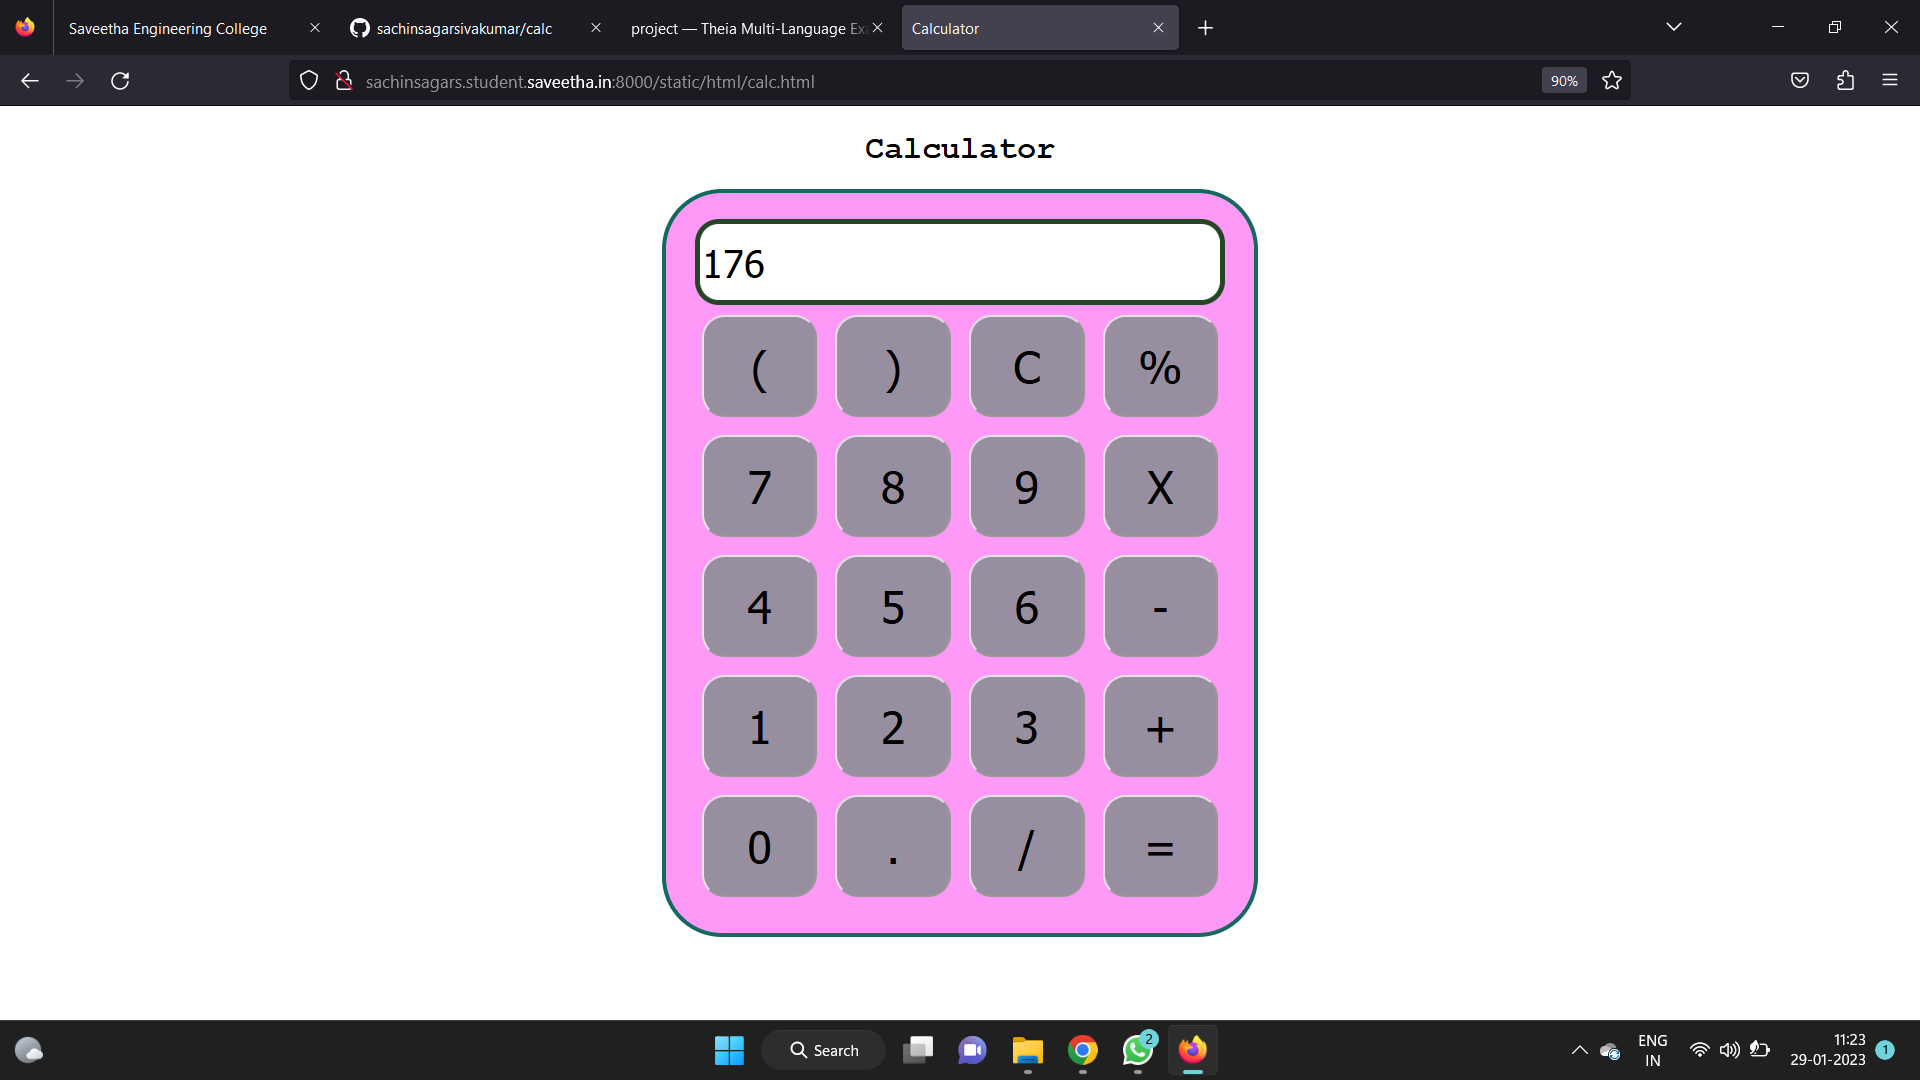 Saveetha Engineering College
sachinsagarsivakumar/calc
project — Theia Multi-Language Ex
Calculator
sachinsagars.student.saveetha.in:8000/static/html/calc.html
90%
Calculator
176
( ) C %
7 8 9 X
4 5 6 -
1 2 3 +
0 . / =
Search
2
ENG
IN
11:23
29-01-2023
1